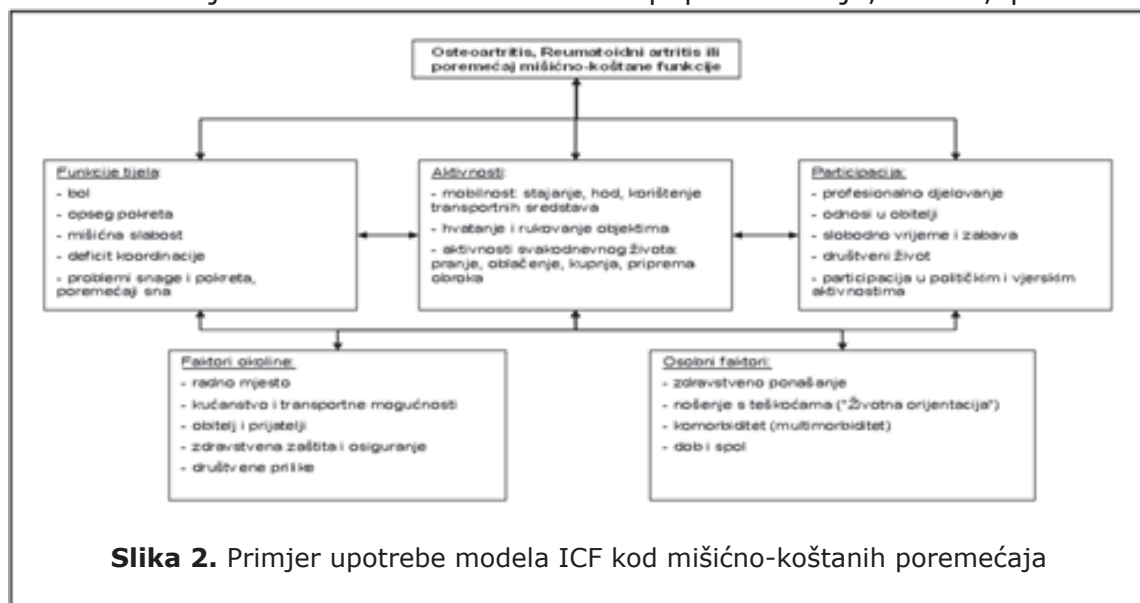 Osteoartritis, Reumatoidni artritis ili
poremećaj mišićno-koštane funkcije
Funkcije tijela:
- bol
- opseg pokreta
- mišićna slabost
- deficit koordinacije
- problemi snage i pokreta,
poremećaji sna
Aktivnosti:
- mobilnost: stajanje, hod, korištenje
transportnih sredstava
- hvatanje i rukovanje objektima
- aktivnosti svakodnevnog života:
pranje, oblačenje, kupnja, priprema
obroka
Participacija:
- profesionalno djelovanje
- odnosi u obitelji
- slobodno vrijeme i zabava
- društveni život
- participacija u političkim i vjerskim
aktivnostima
Faktori okoline:
- radno mjesto
- kućanstvo i transportne mogućnosti
- obitelj i prijatelji
- zdravstvena zaštita i osiguranje
- društvene prilike
Osobni faktori:
- zdravstveno ponašanje
- nošenje s teškoćama ("Životna orijentacija")
- komorbiditet (multimorbiditet)
- dob i spol
Slika 2. Primjer upotrebe modela ICF kod mišićno-koštanih poremećaja